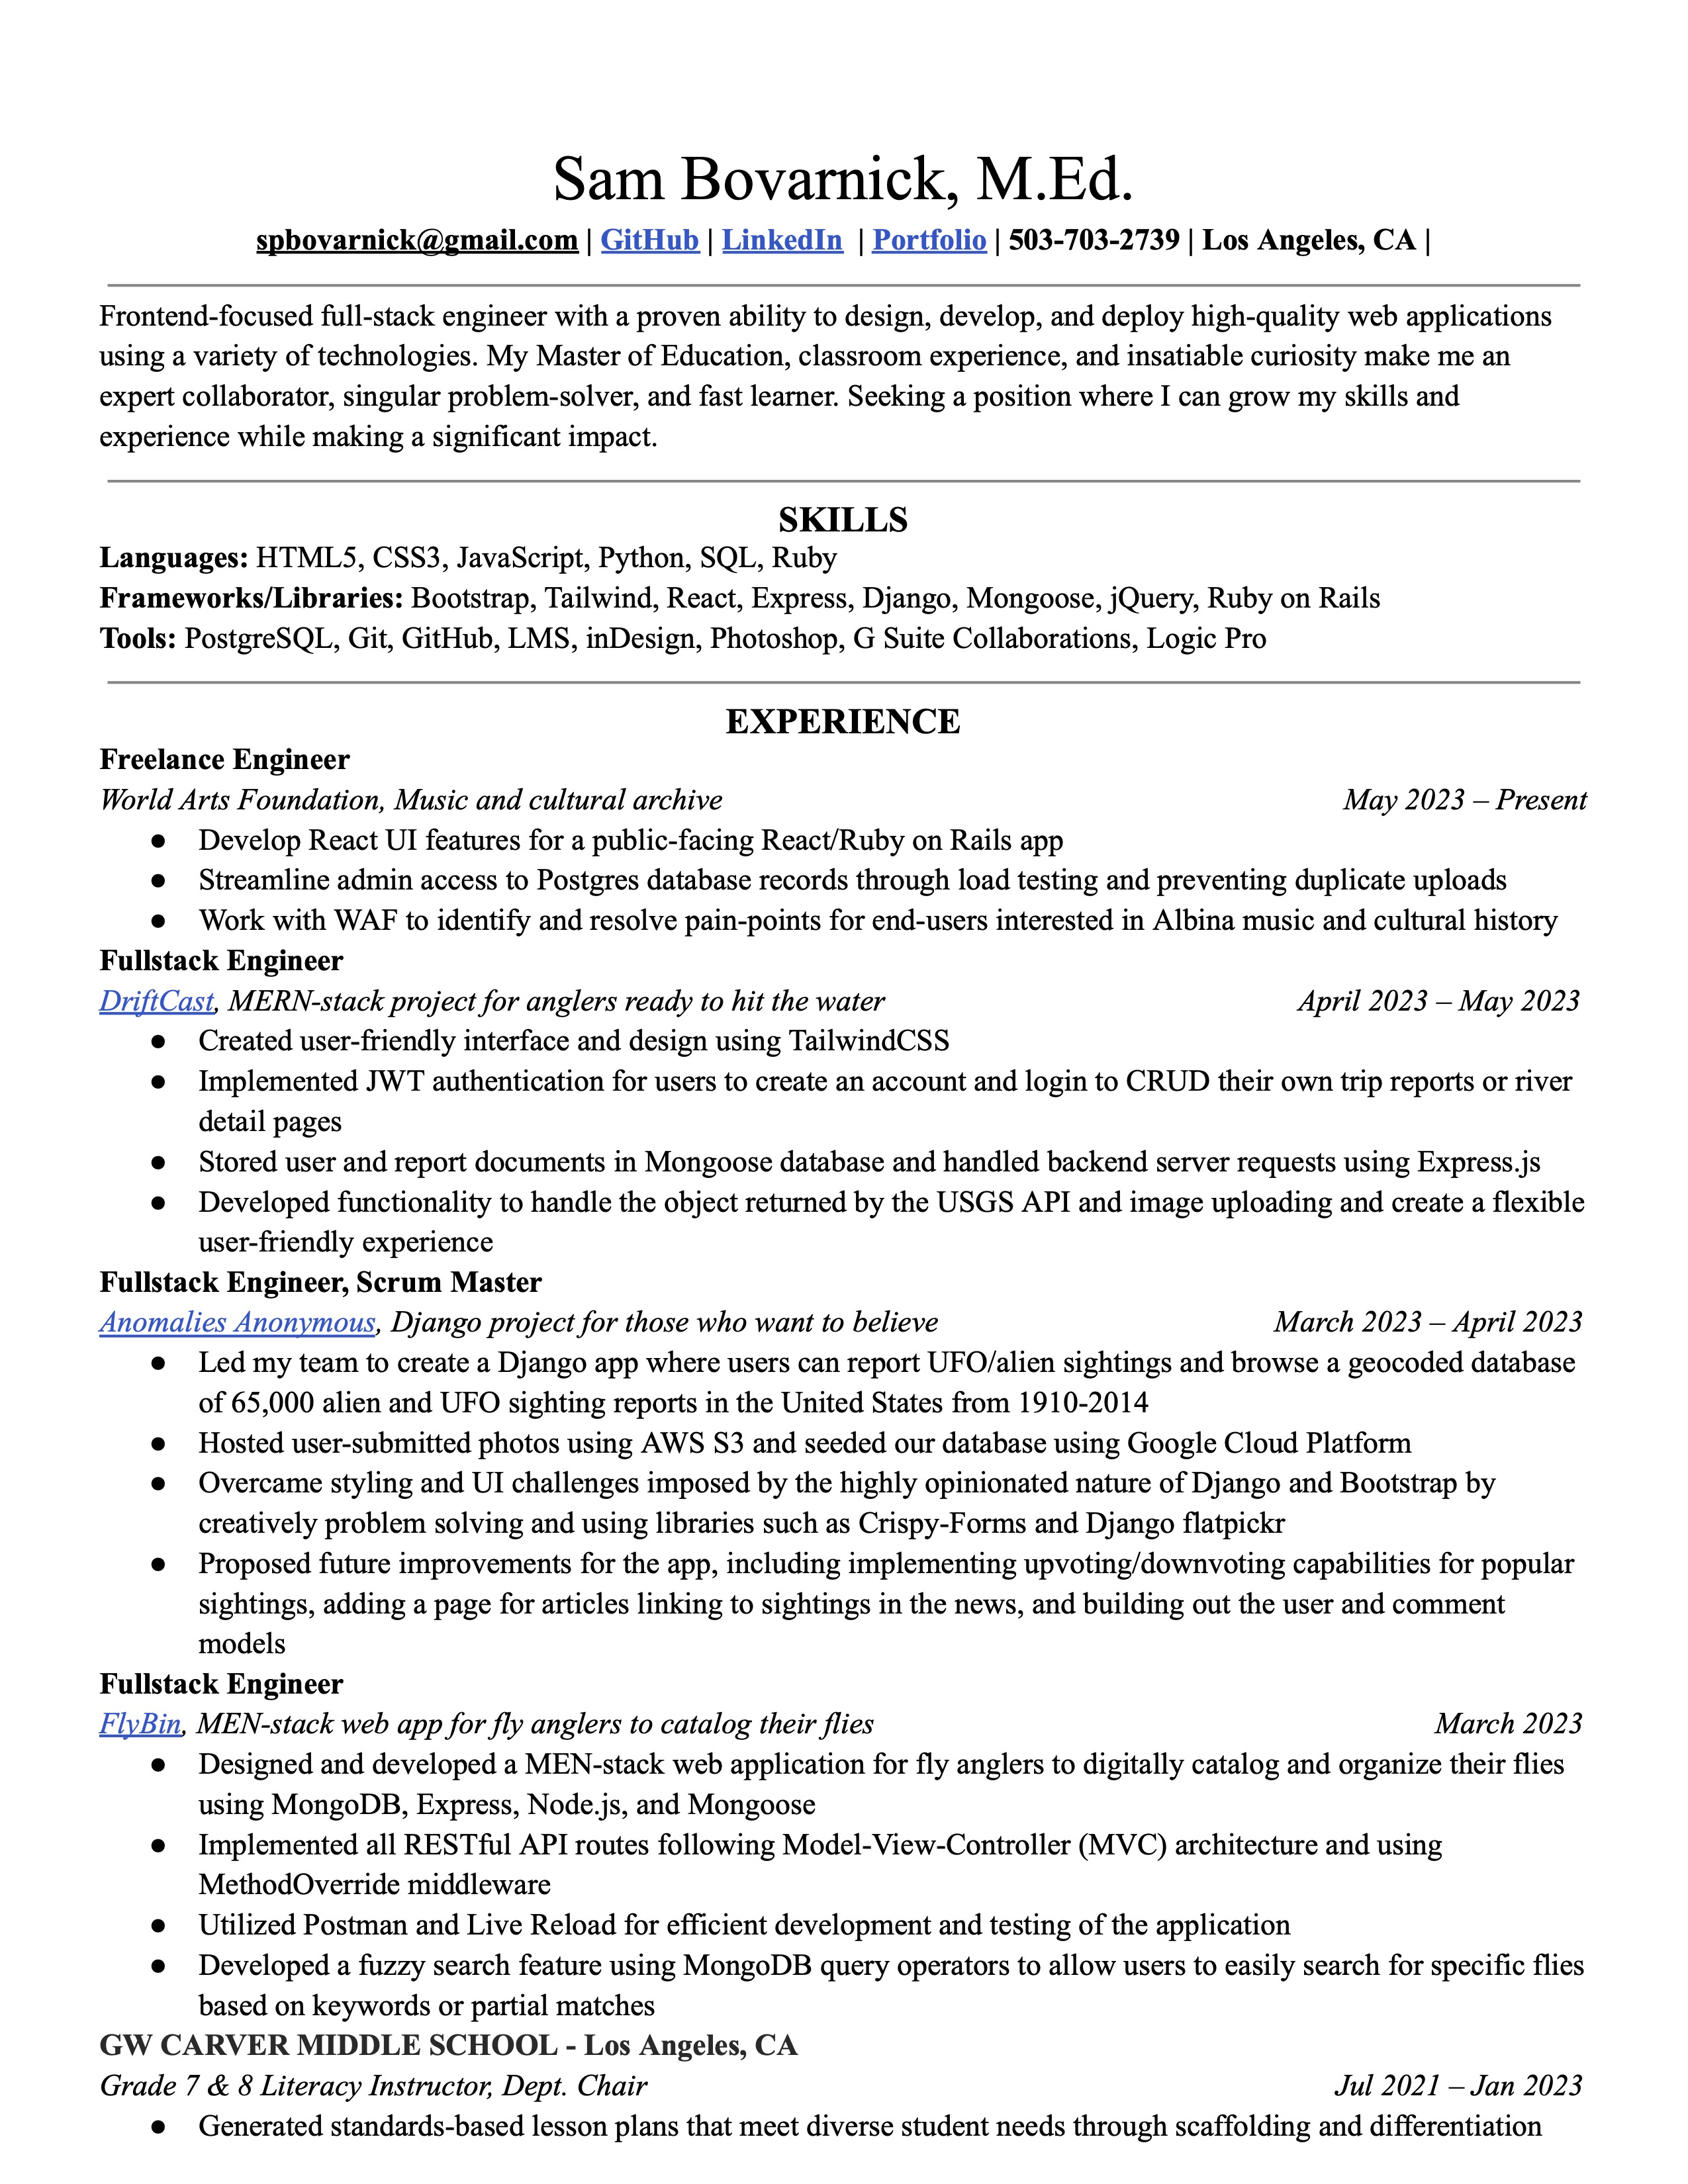 Sam Bovarnick, M.Ed.
spbovarnick@gmail.com | GitHub | LinkedIn | Portfolio | 503-703-2739 | Los Angeles, CA |
Frontend-focused full-stack engineer with a proven ability to design, develop, and deploy high-quality web applications
using a variety of technologies. My Master of Education, classroom experience, and insatiable curiosity make me an
expert collaborator, singular problem-solver, and fast learner. Seeking a position where I can grow my skills and
experience while making a significant impact.
SKILLS
Languages: HTML5, CSS3, JavaScript, Python, SQL, Ruby
Frameworks/Libraries: Bootstrap, Tailwind, React, Express, Django, Mongoose, jQuery, Ruby on Rails
Tools: PostgreSQL, Git, GitHub, LMS, inDesign, Photoshop, G Suite Collaborations, Logic Pro
EXPERIENCE
Freelance Engineer
World Arts Foundation, Music and cultural archive May 2023 – Present
● Develop React UI features for a public-facing React/Ruby on Rails app
● Streamline admin access to Postgres database records through load testing and preventing duplicate uploads
● Work with WAF to identify and resolve pain-points for end-users interested in Albina music and cultural history
Fullstack Engineer
DriftCast, MERN-stack project for anglers ready to hit the water April 2023 – May 2023
● Created user-friendly interface and design using TailwindCSS
● Implemented JWT authentication for users to create an account and login to CRUD their own trip reports or river
detail pages
● Stored user and report documents in Mongoose database and handled backend server requests using Express.js
● Developed functionality to handle the object returned by the USGS API and image uploading and create a flexible
user-friendly experience
Fullstack Engineer, Scrum Master
Anomalies Anonymous, Django project for those who want to believe March 2023 – April 2023
● Led my team to create a Django app where users can report UFO/alien sightings and browse a geocoded database
of 65,000 alien and UFO sighting reports in the United States from 1910-2014
● Hosted user-submitted photos using AWS S3 and seeded our database using Google Cloud Platform
● Overcame styling and UI challenges imposed by the highly opinionated nature of Django and Bootstrap by
creatively problem solving and using libraries such as Crispy-Forms and Django flatpickr
● Proposed future improvements for the app, including implementing upvoting/downvoting capabilities for popular
sightings, adding a page for articles linking to sightings in the news, and building out the user and comment
models
Fullstack Engineer
FlyBin, MEN-stack web app for fly anglers to catalog their flies March 2023
● Designed and developed a MEN-stack web application for fly anglers to digitally catalog and organize their flies
using MongoDB, Express, Node.js, and Mongoose
● Implemented all RESTful API routes following Model-View-Controller (MVC) architecture and using
MethodOverride middleware
● Utilized Postman and Live Reload for efficient development and testing of the application
● Developed a fuzzy search feature using MongoDB query operators to allow users to easily search for specific flies
based on keywords or partial matches
GW CARVER MIDDLE SCHOOL - Los Angeles, CA
Grade 7 & 8 Literacy Instructor, Dept. Chair Jul 2021 – Jan 2023
● Generated standards-based lesson plans that meet diverse student needs through scaffolding and differentiation